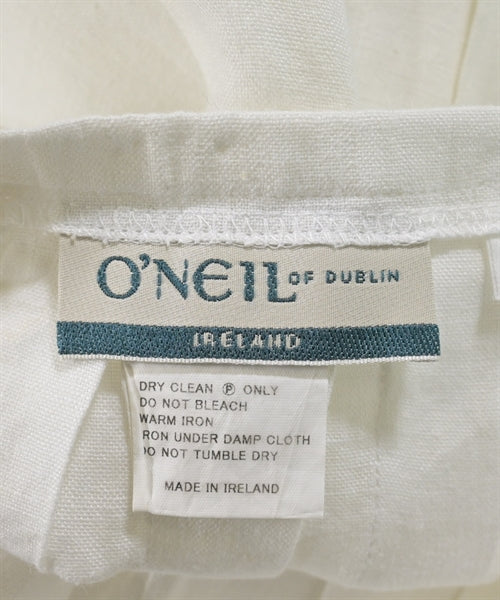 O'NEIL OF DUBLIN
IRELAND
DRY CLEAN Ⓟ ONLY
DO NOT BLEACH
WARM IRON
IRON UNDER DAMP CLOTH
DO NOT TUMBLE DRY
MADE IN IRELAND